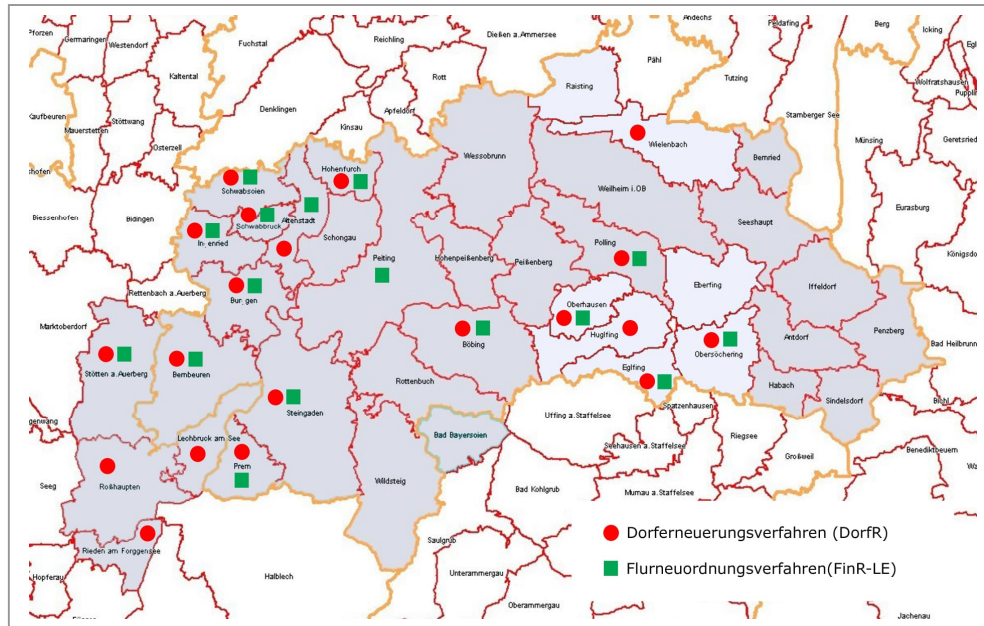 Pforzen
Germaringen
Westendorf
Fuchstal
Reichling
Dießen a.Ammersee
Andechs
Peldafing
Berg
Icking
Kaltental
Rott
Pähl
Tutzing
Wolfratshausen
Raisting
Kaufbeuren
Stöttwang
Mauerstetten
Denklingen
Apfeldorf
Starnberger See
Kinsau
Münsing
Geretsried
Osterzell
Wielenbach
Wessobrunn
Bernried
Hohenfurch
Schwabsoien
Weilheim i.OB
Eurasburg
Biessenhofen
Bidingen
Altenstadt
Schwabbruck
Seeshaupt
In_enried
Schongau
Königsdo
Peiting
Hohenpeißenberg
Peißenberg
Polling
Eberfing
Iffeldorf
Rettenbach a.Auerberg
Bur_gen
Oberhausen
Marktoberdorf
Huglfing
Penzberg
Antdorf
Böbing
Obersöchering
Bad Heilbrunn
Stötten a.Auerberg
Bernbeuren
Eglfing
Rottenbuch
Habach
Sindelsdorf
Bichl
Spatzenhausen
Steingaden
Uffing a.Staffelsee
Lechbruck am See
Bad Bayersoien
Seehausen a.Staffelsee
Riegsee
Großweil
Benediktbeuern
Prem
Seeg
Roßhaupten
Wildsteig
Bad Kohlgrub
Murnau a.Staffelsee
Dorferneuerungsverfahren (DorfR)
Saulgrub
Rieden am Forggensee
Flurneuordnungsverfahren(FinR-LE)
Hopferau
Halblech
Unterammergau
Oberammergau
Jachenau